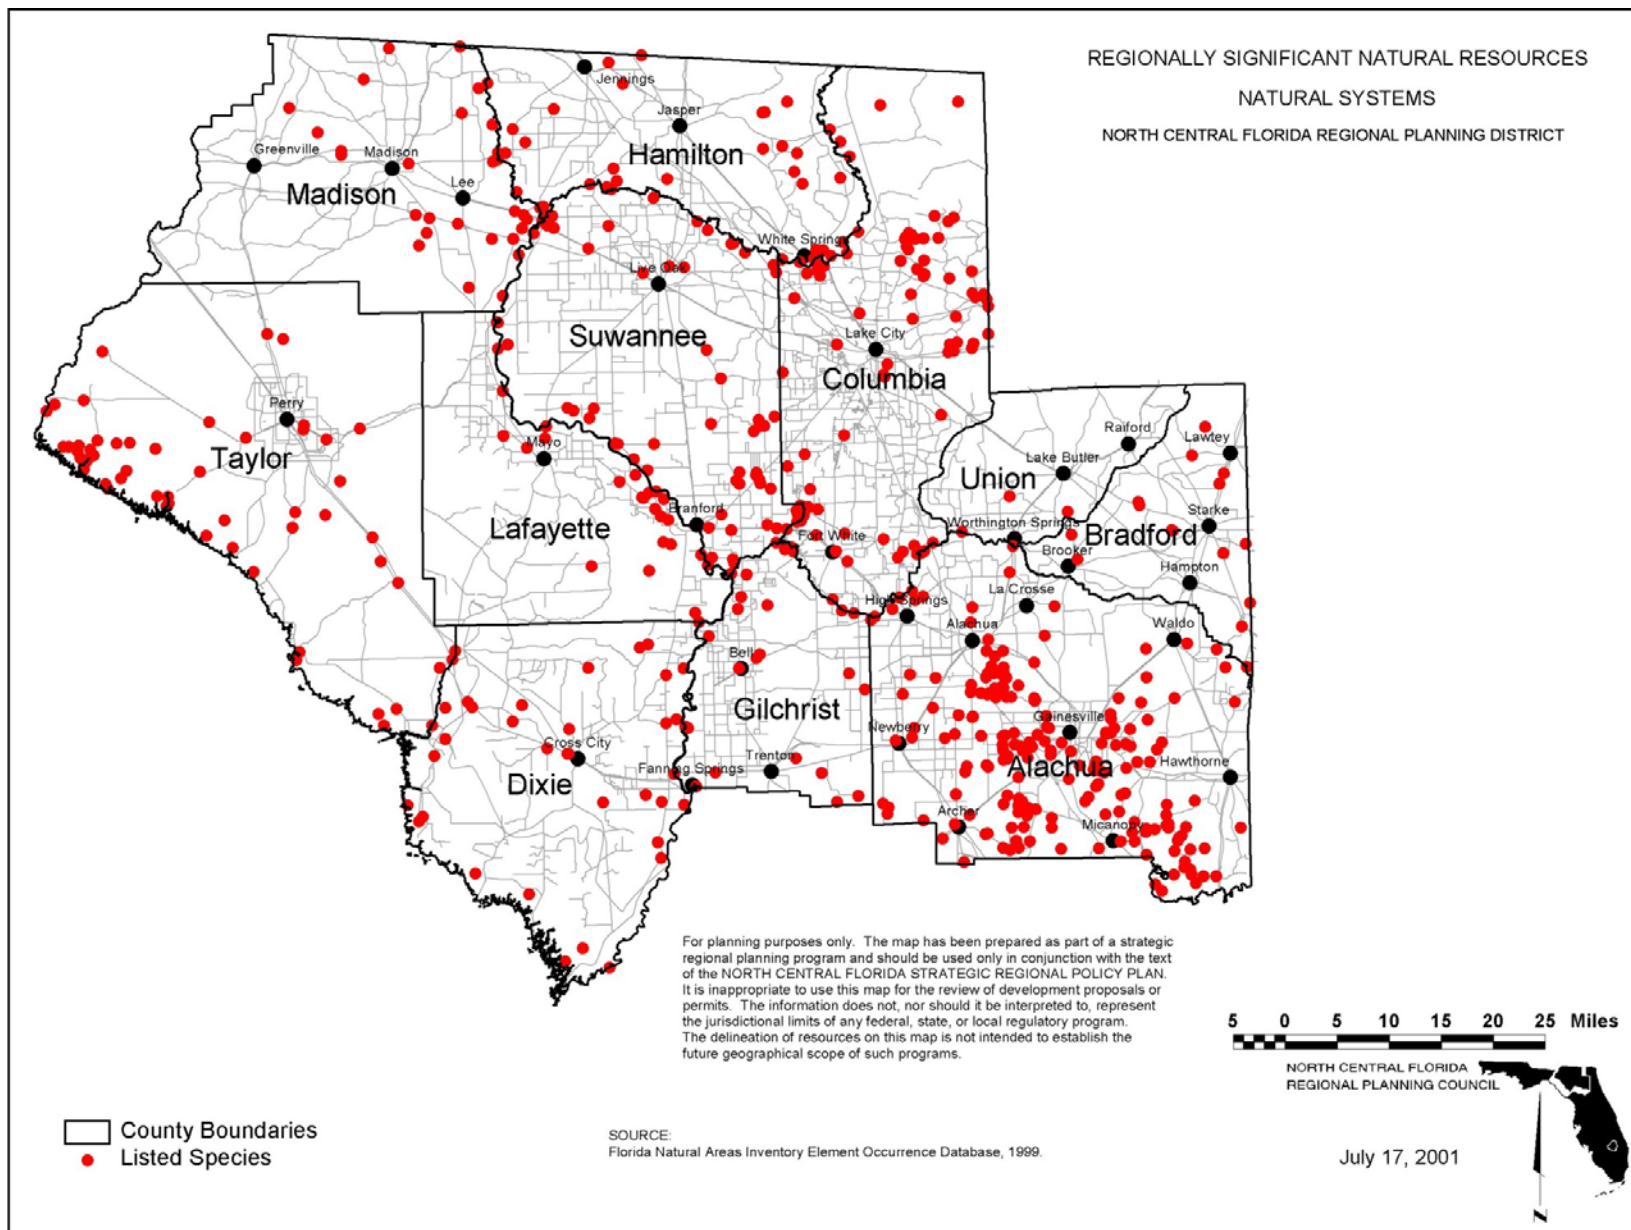 REGIONALLY SIGNIFICANT NATURAL RESOURCES
NATURAL SYSTEMS
NORTH CENTRAL FLORIDA REGIONAL PLANNING DISTRICT
Jennings
Jasper
Hamilton
Greenville
Madison
Madison
Lee
White Springs
Live Oak
Suwannee
Lake City
Columbia
Perry
Taylor
Mayo
Lafayette
Branford
Fort White
Raiford
Lawtey
Lake Butler
Union
Worthington Springs
Starke
Bradford
Brooker
Hampton
La Crosse
High Springs
Alachua
Waldo
Bell
Gilchrist
Newberry
Gainesville
Alachua
Hawthorne
Cross City
Dixie
Fanning Springs
Trenton
Archer
Micanopy
For planning purposes only. The map has been prepared as part of a strategic
regional planning program and should be used only in conjunction with the text
of the NORTH CENTRAL FLORIDA STRATEGIC REGIONAL POLICY PLAN.
It is inappropriate to use this map for the review of development proposals or
permits. The information does not, nor should it be interpreted to, represent
the jurisdictional limits of any federal, state, or local regulatory program.
The delineation of resources on this map is not intended to establish the
future geographical scope of such programs.
5 0 5 10 15 20 25 Miles
NORTH CENTRAL FLORIDA
REGIONAL PLANNING COUNCIL
County Boundaries
Listed Species
SOURCE:
Florida Natural Areas Inventory Element Occurrence Database, 1999.
July 17, 2001
N